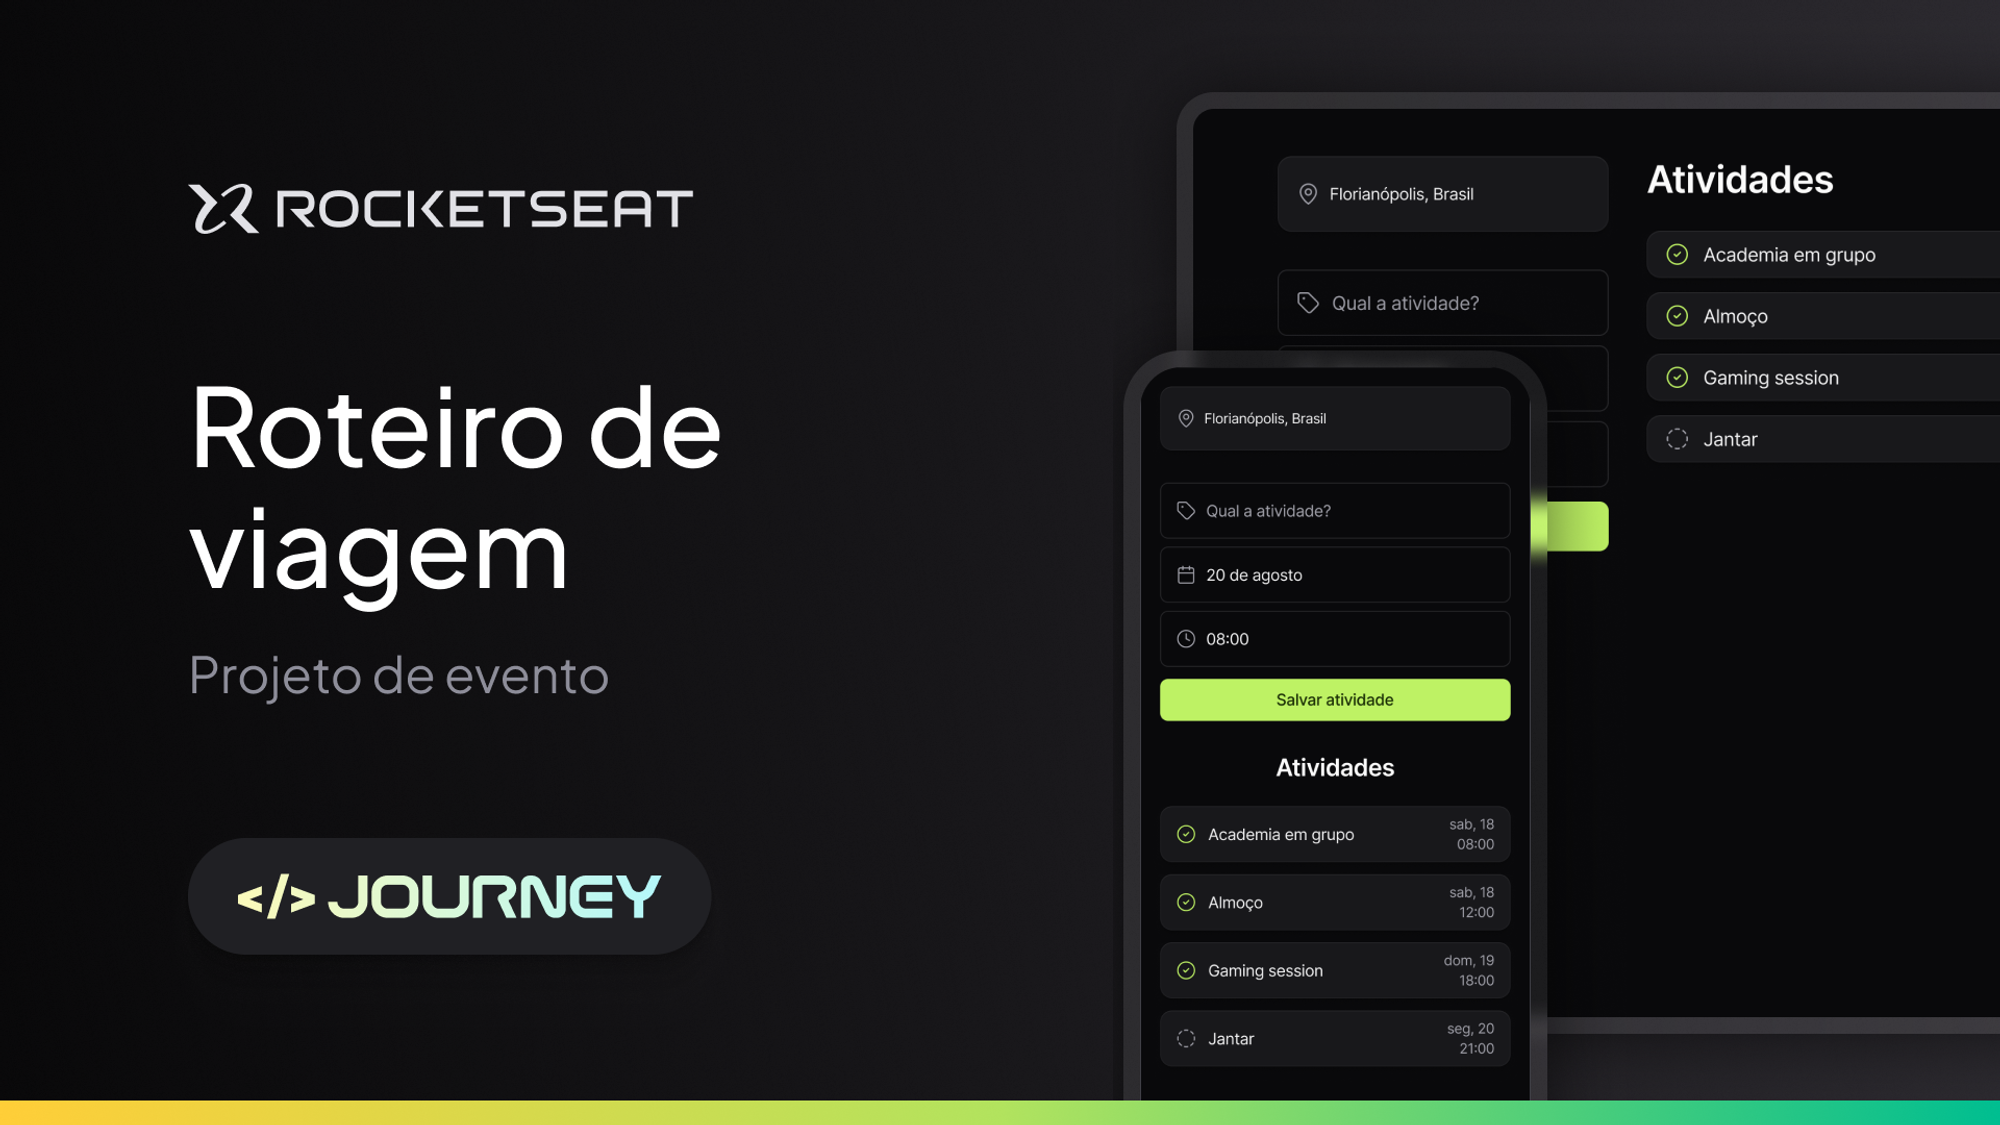 ROCKETSEAT
Roteiro de
viagem
Projeto de evento
</> JOURNEY
Florianópolis, Brasil
Qual a atividade?
Atividades
Academia em grupo
Almoço
Gaming session
Jantar
Florianópolis, Brasil
Qual a atividade?
20 de agosto
08:00
Salvar atividade
Atividades
Academia em grupo
sab, 18
08:00
Almoço
sab, 18
12:00
Gaming session
dom, 19
18:00
Jantar
seg, 20
21:00